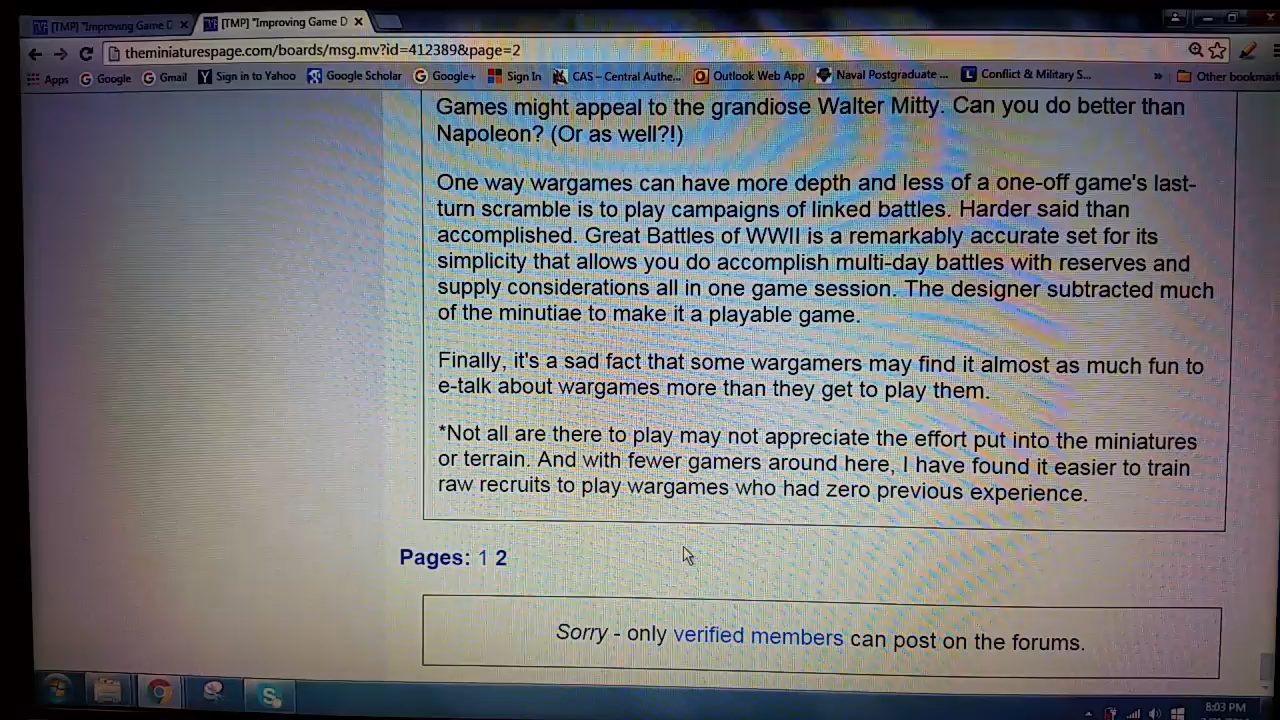 [TMP] "Improving Game D
[TMP] "Improving Game D
theminiaturespage.com/boards/msg.mv?id=412389&page=2
Apps Google Gmail Sign in to Yahoo Google Scholar Google+ Sign In CAS – Central Authe... Outlook Web App Naval Postgraduate ... Conflict & Military S... » Other bookmar
Games might appeal to the grandiose Walter Mitty. Can you do better than
Napoleon? (Or as well?!)
One way wargames can have more depth and less of a one-off game's last-
turn scramble is to play campaigns of linked battles. Harder said than
accomplished. Great Battles of WWII is a remarkably accurate set for its
simplicity that allows you do accomplish multi-day battles with reserves and
supply considerations all in one game session. The designer subtracted much
of the minutiae to make it a playable game.
Finally, it's a sad fact that some wargamers may find it almost as much fun to
e-talk about wargames more than they get to play them.
*Not all are there to play may not appreciate the effort put into the miniatures
or terrain. And with fewer gamers around here, I have found it easier to train
raw recruits to play wargames who had zero previous experience.
Pages: 1 2
Sorry - only verified members can post on the forums.
8:03 PM